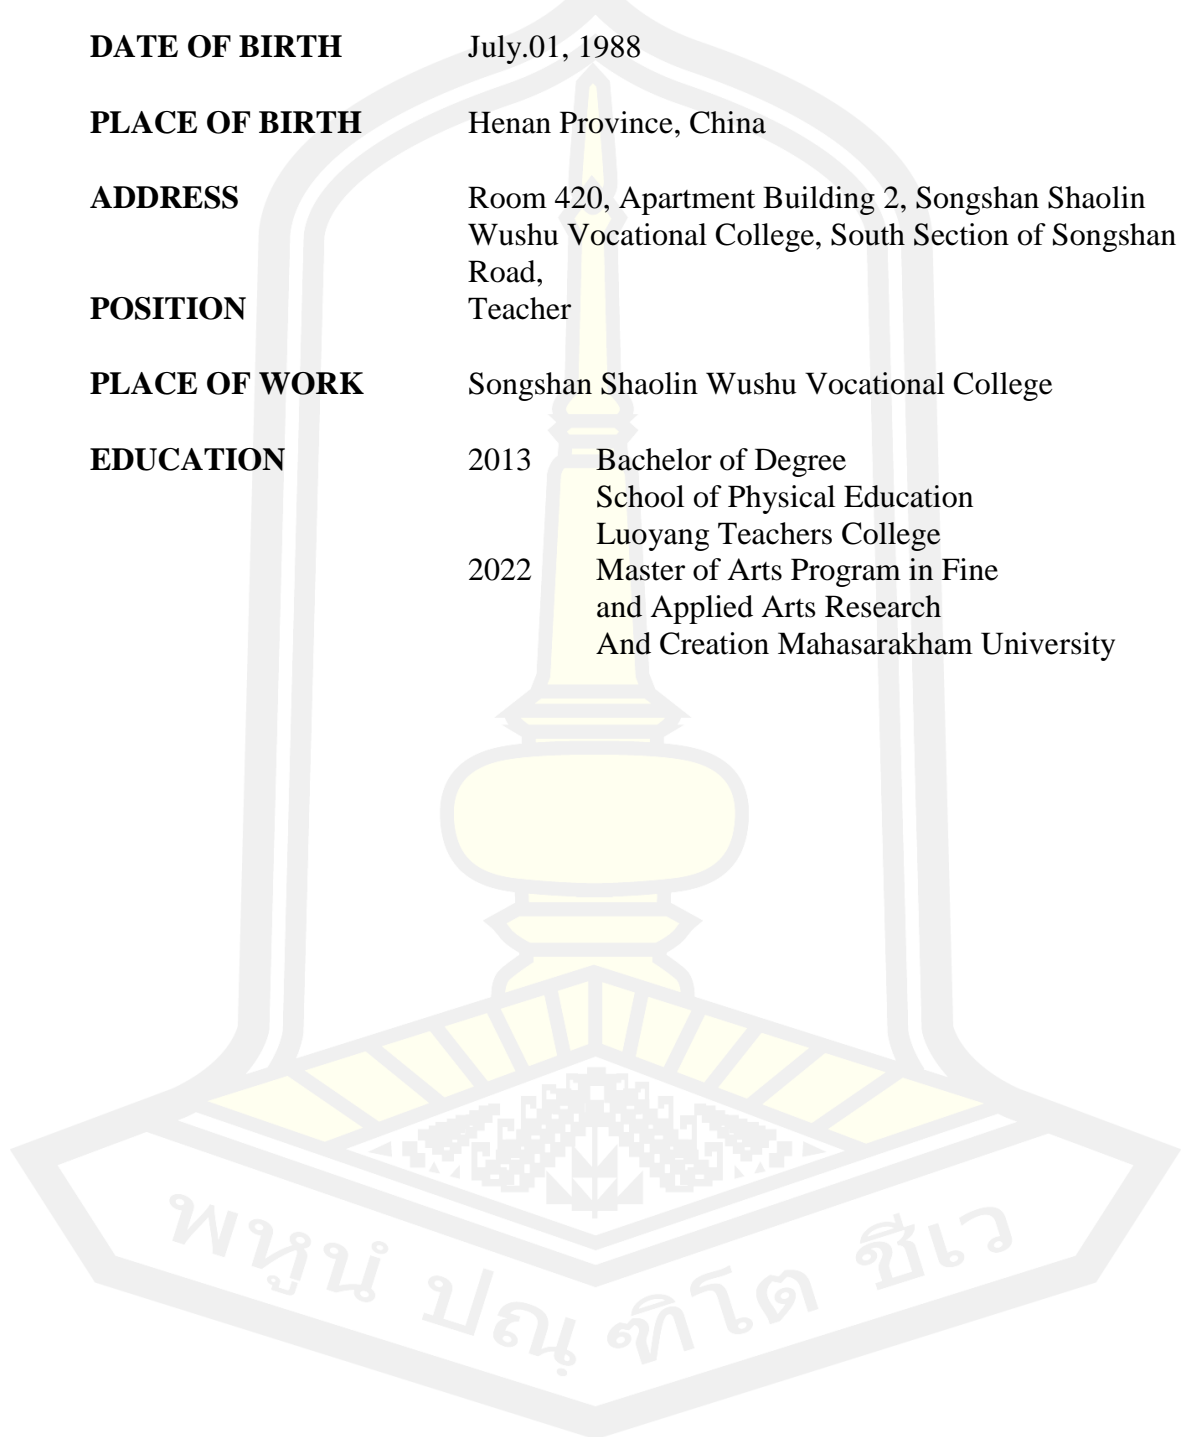 DATE OF BIRTH July.01, 1988
PLACE OF BIRTH Henan Province, China
ADDRESS Room 420, Apartment Building 2, Songshan Shaolin
Wushu Vocational College, South Section of Songshan
Road,
POSITION Teacher
PLACE OF WORK Songshan Shaolin Wushu Vocational College
EDUCATION 2013 Bachelor of Degree
School of Physical Education
Luoyang Teachers College
2022 Master of Arts Program in Fine
and Applied Arts Research
And Creation Mahasarakham University
พหูนํ ปณฺฑิโต ชีเว